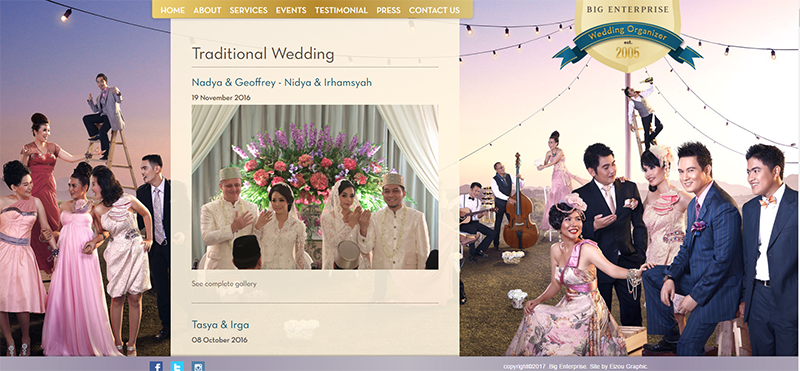 HOME ABOUT SERVICES EVENTS TESTIMONIAL PRESS CONTACT US
BIG ENTERPRISE
Wedding Organizer
est.
2005
Traditional Wedding
Nadya & Geoffrey - Nidya & Irhamsyah
19 November 2016
See complete gallery
Tasya & Irga
08 October 2016
copyright©2017 Big Enterprise. Site by Eizou Graphic.